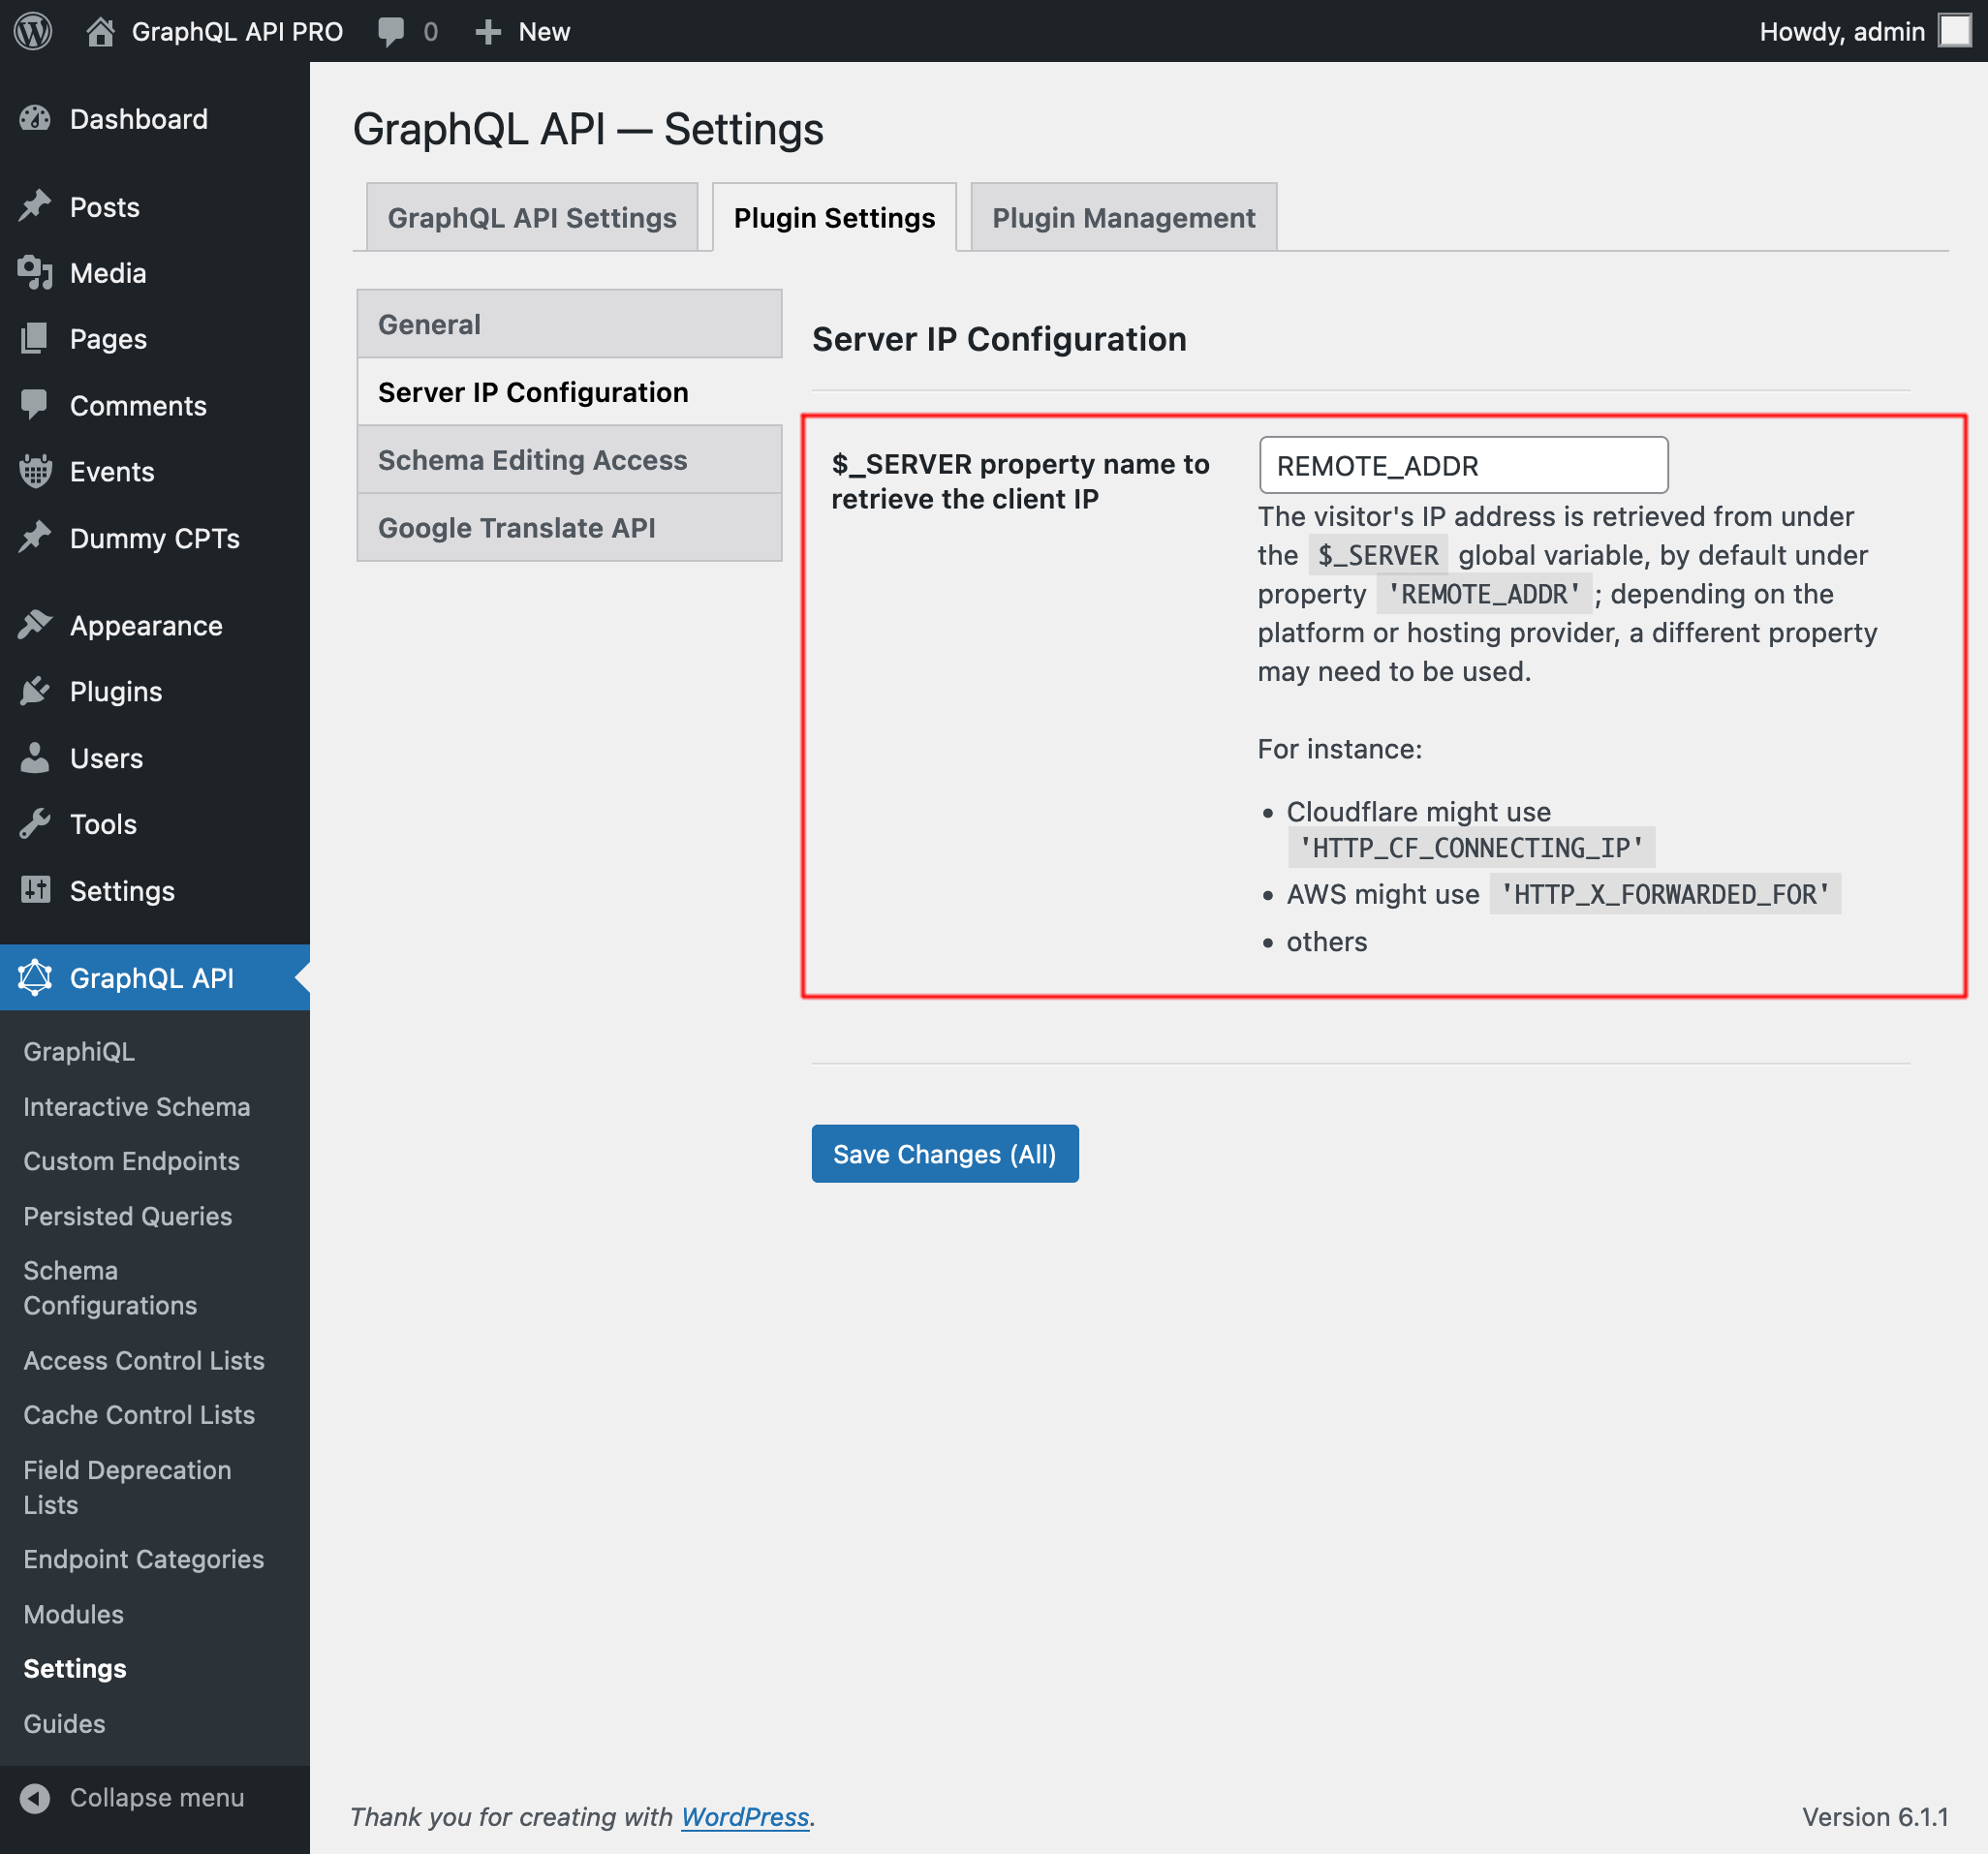 GraphQL API PRO
0
New
Howdy, admin
Dashboard
Posts
Media
Pages
Comments
Events
Dummy CPTs
Appearance
Plugins
Users
Tools
Settings
GraphQL API
GraphiQL
Interactive Schema
Custom Endpoints
Persisted Queries
Schema
Configurations
Access Control Lists
Cache Control Lists
Field Deprecation
Lists
Endpoint Categories
Modules
Settings
Guides
Collapse menu
GraphQL API — Settings
GraphQL API Settings
Plugin Settings
Plugin Management
General
Server IP Configuration
Schema Editing Access
Google Translate API
Server IP Configuration
$_SERVER property name to
retrieve the client IP
REMOTE_ADDR
The visitor's IP address is retrieved from under
the $_SERVER global variable, by default under
property 'REMOTE_ADDR' ; depending on the
platform or hosting provider, a different property
may need to be used.
For instance:
• Cloudflare might use
'HTTP_CF_CONNECTING_IP'
• AWS might use 'HTTP_X_FORWARDED_FOR'
• others
Save Changes (All)
Thank you for creating with WordPress.
Version 6.1.1